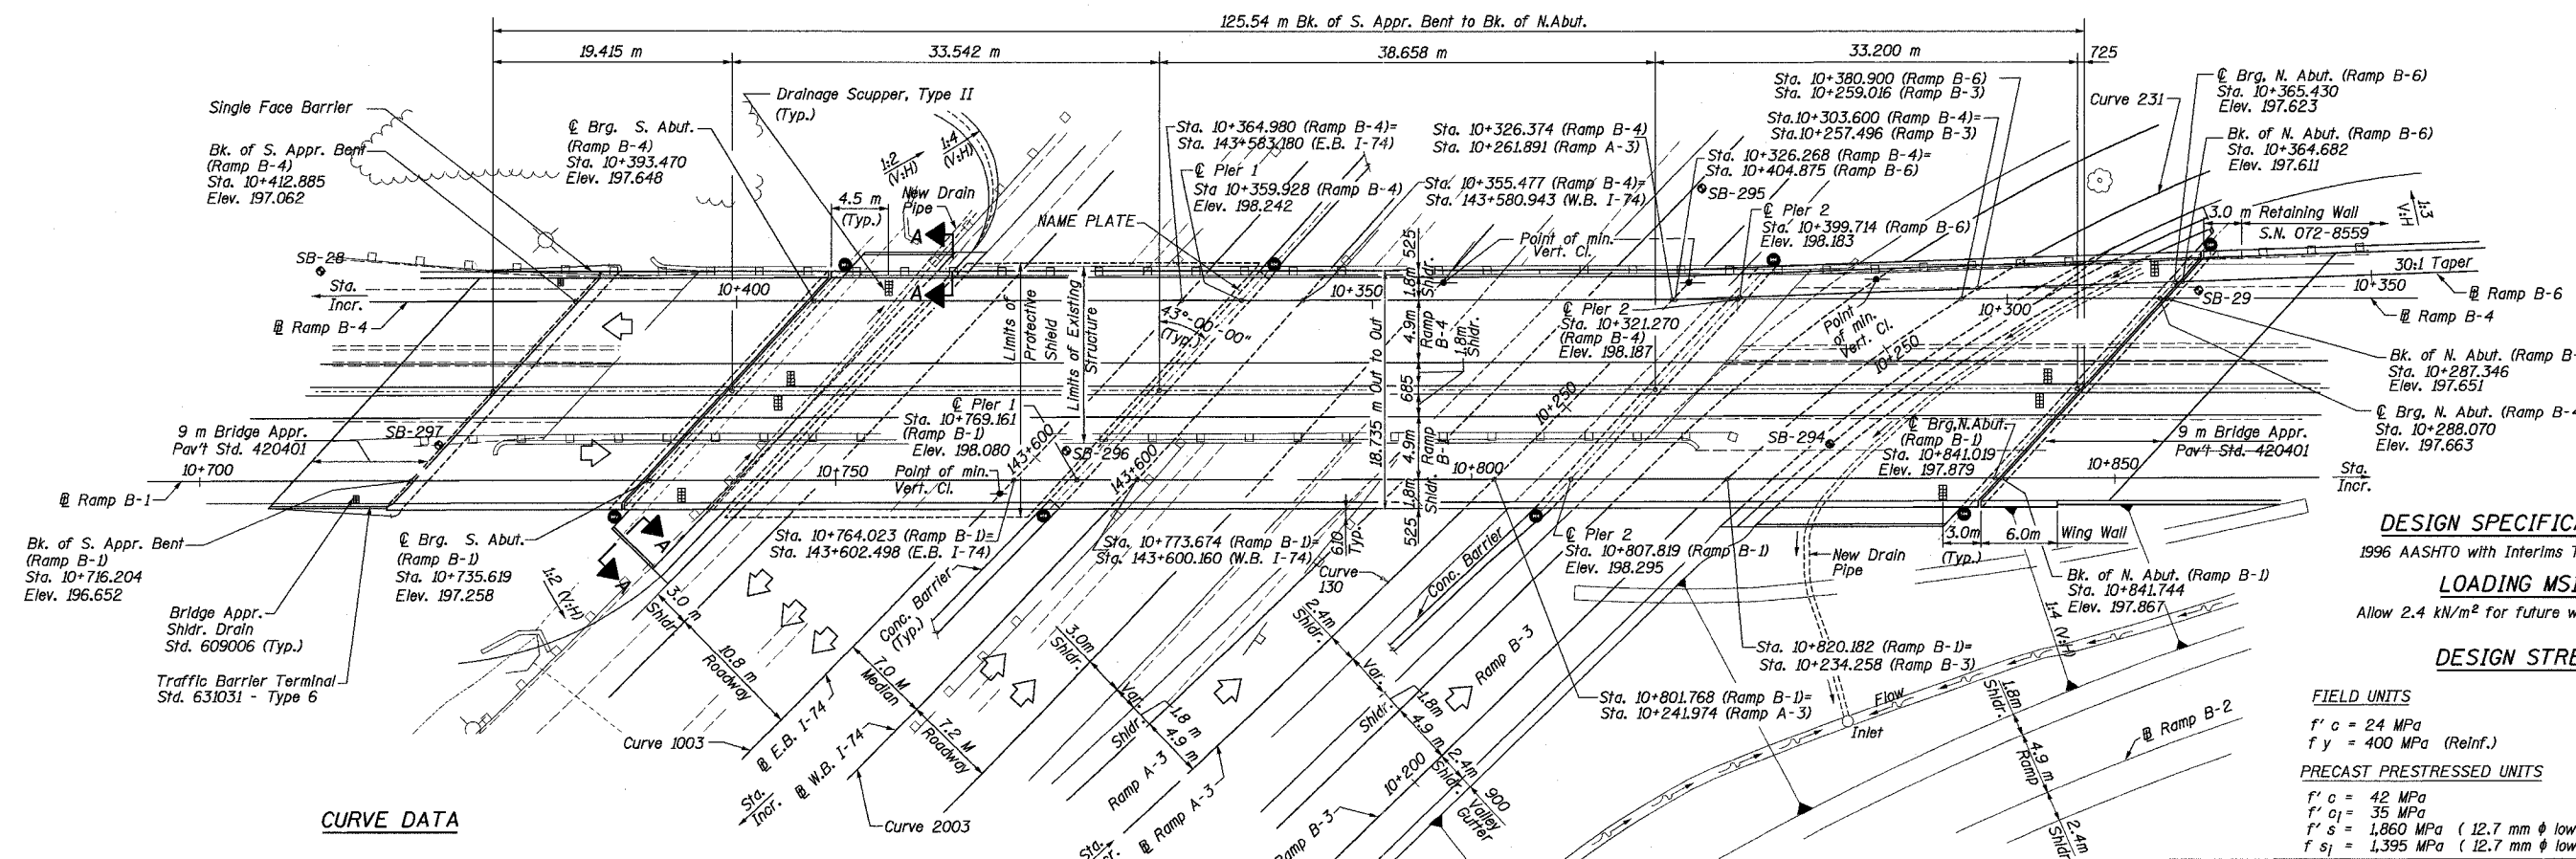 125.54 m Bk. of S. Appr. Bent to Bk. of N.Abut.
19.415 m
33.542 m
38.658 m
33.200 m
725
Single Face Barrier
Bk. of S. Appr. Bent
(Ramp B-4)
Sta. 10+412.885
Elev. 197.062
℄ Brg. S. Abut.
(Ramp B-4)
Sta. 10+393.470
Elev. 197.648
Drainage Scupper, Type II
(Typ.)
1:2
(V:H)
1:4
(V:H)
4.5 m
(Typ.)
New Drain
Pipe
A
A
NAME PLATE
Sta. 10+364.980 (Ramp B-4)=
Sta. 143+583.180 (E.B. I-74)
℄ Pier 1
Sta 10+359.928 (Ramp B-4)
Elev. 198.242
Sta. 10+355.477 (Ramp B-4)=
Sta. 143+580.943 (W.B. I-74)
Sta. 10+326.374 (Ramp B-4)
Sta. 10+261.891 (Ramp A-3)
Sta. 10+380.900 (Ramp B-6)
Sta. 10+259.016 (Ramp B-3)
Sta.10+303.600 (Ramp B-4)=
Sta.10+257.496 (Ramp B-3)
Sta. 10+326.268 (Ramp B-4)=
Sta. 10+404.875 (Ramp B-6)
SB-295
℄ Pier 2
Sta. 10+399.714 (Ramp B-6)
Elev. 198.183
Curve 231
℄ Brg. N. Abut. (Ramp B-6)
Sta. 10+365.430
Elev. 197.623
Bk. of N. Abut. (Ramp B-6)
Sta. 10+364.682
Elev. 197.611
3.0 m Retaining Wall
S.N. 072-8559
1:3
V:H
30:1 Taper
SB-28
Sta.
Incr.
10+400
10+350
10+300
SB-29
10+350
Ramp B-6
Ramp B-4
Ramp B-4
Point of min.
Vert. Cl.
525
1.8m
Shldr.
4.9m
Ramp
B-4
1.8m
Shldr.
685
18.735 m Out to Out
4.9m
Ramp
B-1
1.8m
Shldr.
525
43°-00'-00"
(Typ.)
Limits of
Protective
Shield
Limits of Existing
Structure
℄ Pier 2
Sta. 10+321.270
(Ramp B-4)
Elev. 198.187
Point
of min.
Vert. Cl.
10+250
10+250
Sta. 10+287.346
Elev. 197.651
Sta. 10+288.070
Elev. 197.663
9 m Bridge Appr.
Pav't Std. 420401
SB-297
10+700
Ramp B-1
10+750
℄ Pier 1
Sta. 10+769.161
(Ramp B-1)
Elev. 198.080
Point of min.
Vert. Cl.
143+600
SB-296
143+600
10+800
SB-294
℄ Brg.N.Abut.
(Ramp B-1)
Sta. 10+841.019
Elev. 197.879
9 m Bridge Appr.
Pav't Std. 420401
10+850
Sta.
Incr.
Bk. of S. Appr. Bent
(Ramp B-1)
Sta. 10+716.204
Elev. 196.652
℄ Brg. S. Abut.
(Ramp B-1)
Sta. 10+735.619
Elev. 197.258
A
A
1:2 (V:H)
Sta. 10+764.023 (Ramp B-1)=
Sta. 143+602.498 (E.B. I-74)
Sta. 10+773.674 (Ramp B-1)=
Sta. 143+600.160 (W.B. I-74)
610
Typ.
Curve
130
Conc. Barrier
℄ Pier 2
Sta. 10+807.819 (Ramp B-1)
Elev. 198.295
New Drain
Pipe
3.0m
(Typ.)
6.0m
Wing Wall
Bk. of N. Abut. (Ramp B-1)
Sta. 10+841.744
Elev. 197.867
1:4 (V:H)
Bridge Appr.
Shldr. Drain
Std. 609006 (Typ.)
Traffic Barrier Terminal
Std. 631031 - Type 6
3.0 m
Shldr.
10.8 m
Roadway
Conc. Barrier
(Typ.)
7.0 M
Median
7.2 M
Roadway
3.0m
Shldr.
Var.
Shldr.
1.8 m
4.9 m
2.4m
Shldr.
Var.
Shldr.
1.8m
4.9 m
2.4m
Shldr.
900
Valley
Gutter
Ramp B-3
Sta. 10+820.182 (Ramp B-1)=
Sta. 10+234.258 (Ramp B-3)
Sta. 10+801.768 (Ramp B-1)=
Sta. 10+241.974 (Ramp A-3)
Flow
Inlet
1.8m
Shldr.
4.9 m
Ramp
2.4m
Shldr.
Ramp B-2
Curve 1003
E.B. I-74
W.B. I-74
Sta.
Incr.
Curve 2003
Ramp A-3
Ramp A-3
Sta.
10+200
Ramp B-3
CURVE DATA
1996 AASHTO with Interims
Allow 2.4 kN/m² for future
FIELD UNITS
f' c = 24 MPa
f y = 400 MPa (Reinf.)
PRECAST PRESTRESSED UNITS
f' c = 42 MPa
f' ci = 35 MPa
f' s = 1,860 MPa ( 12.7 mm ϕ low
f si = 1,395 MPa ( 12.7 mm ϕ low
DESIGN
LOADING
DESIGN